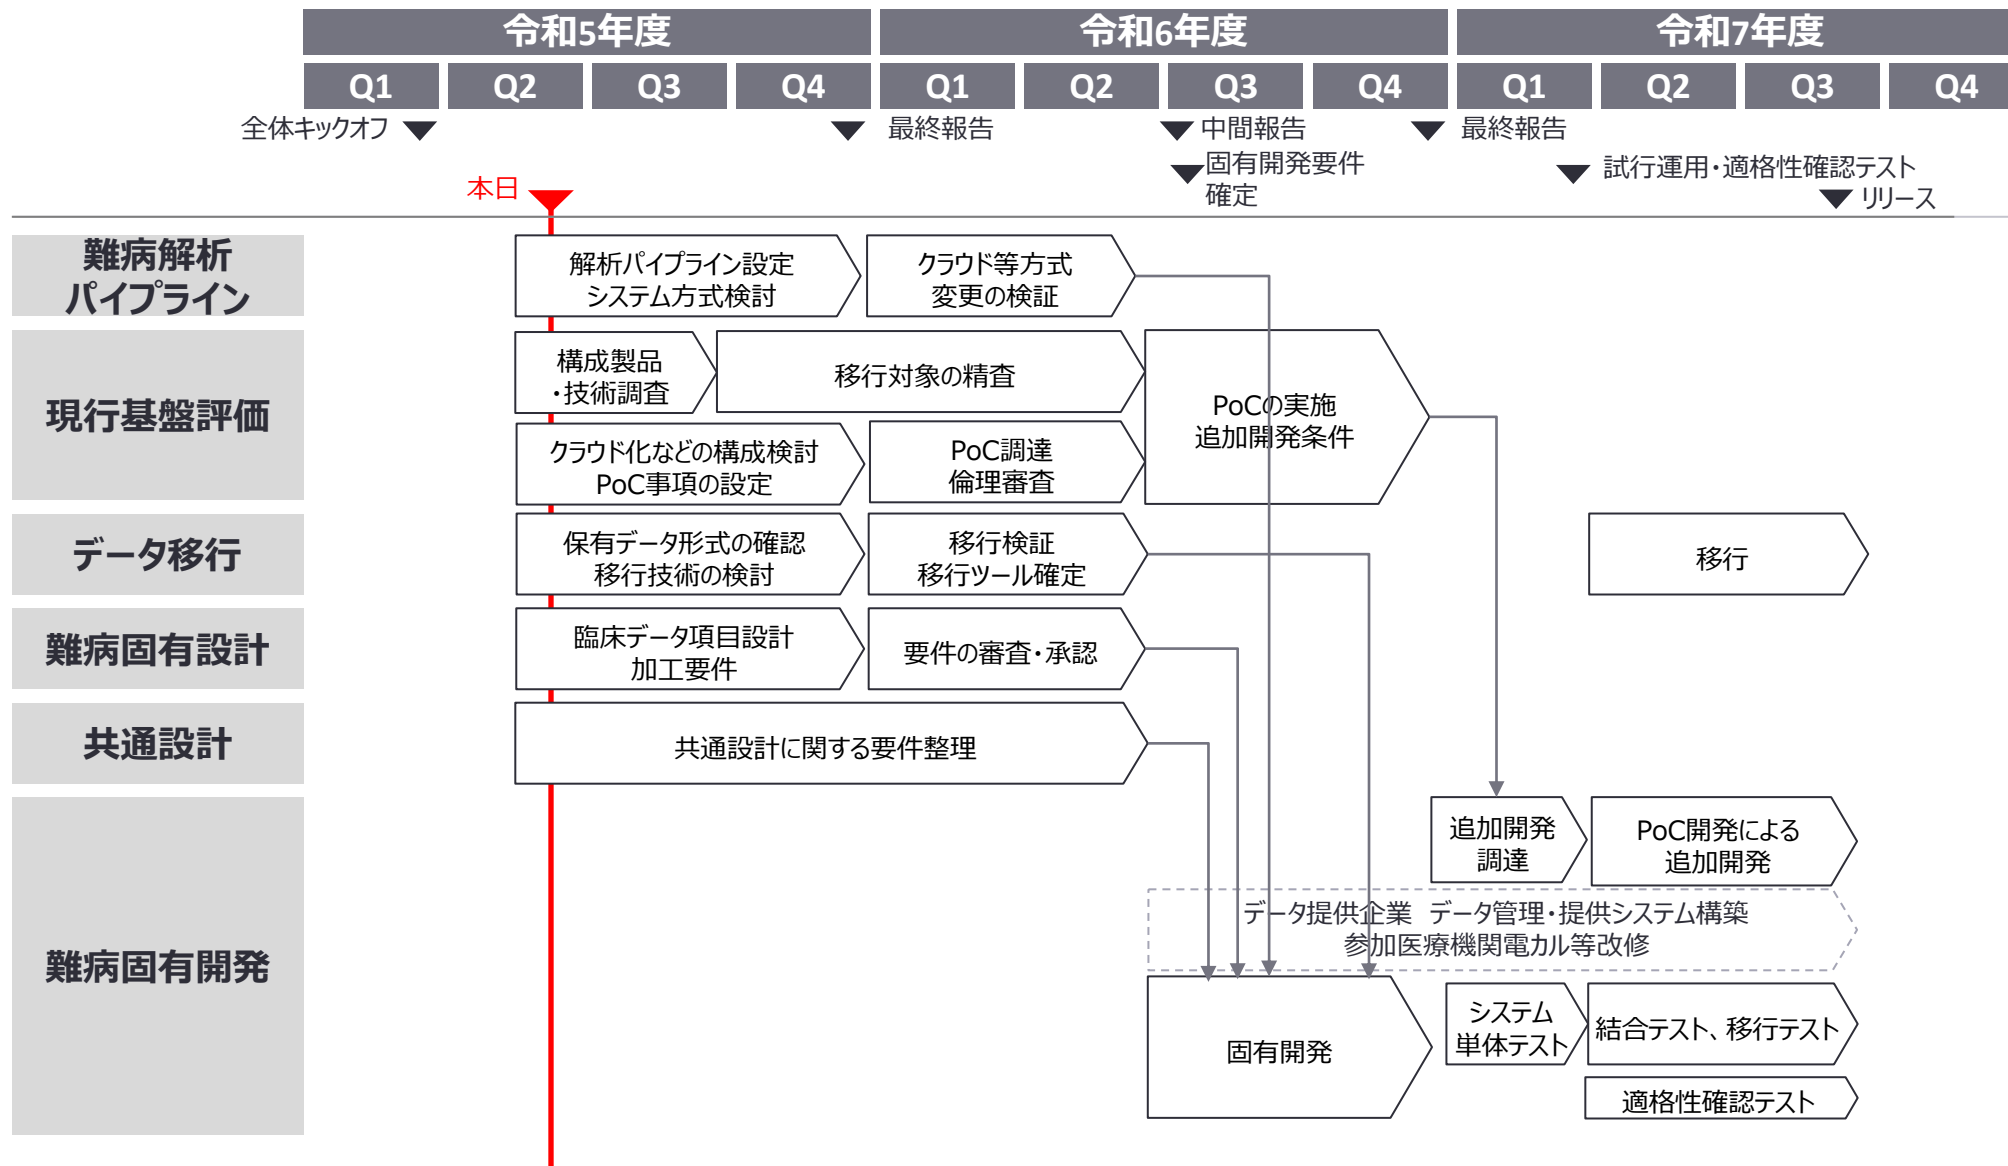 令和5年度
令和6年度
令和7年度
Q1
Q2
Q3
Q4
Q1
Q2
Q3
Q4
Q1
Q2
Q3
Q4
全体キックオフ
最終報告
中間報告
最終報告
固有開発要件
確定
試行運用・適格性確認テスト
リリース
本日
難病解析
パイプライン
解析パイプライン設定
システム方式検討
クラウド等方式
変更の検証
現行基盤評価
構成製品
・技術調査
移行対象の精査
PoCの実施
追加開発条件
クラウド化などの構成検討
PoC事項の設定
PoC調達
倫理審査
データ移行
保有データ形式の確認
移行技術の検討
移行検証
移行ツール確定
移行
難病固有設計
臨床データ項目設計
加工要件
要件の審査・承認
共通設計
共通設計に関する要件整理
難病固有開発
追加開発
調達
PoC開発による
追加開発
データ提供企業 データ管理・提供システム構築
参加医療機関電カル等改修
固有開発
システム
単体テスト
結合テスト、移行テスト
適格性確認テスト